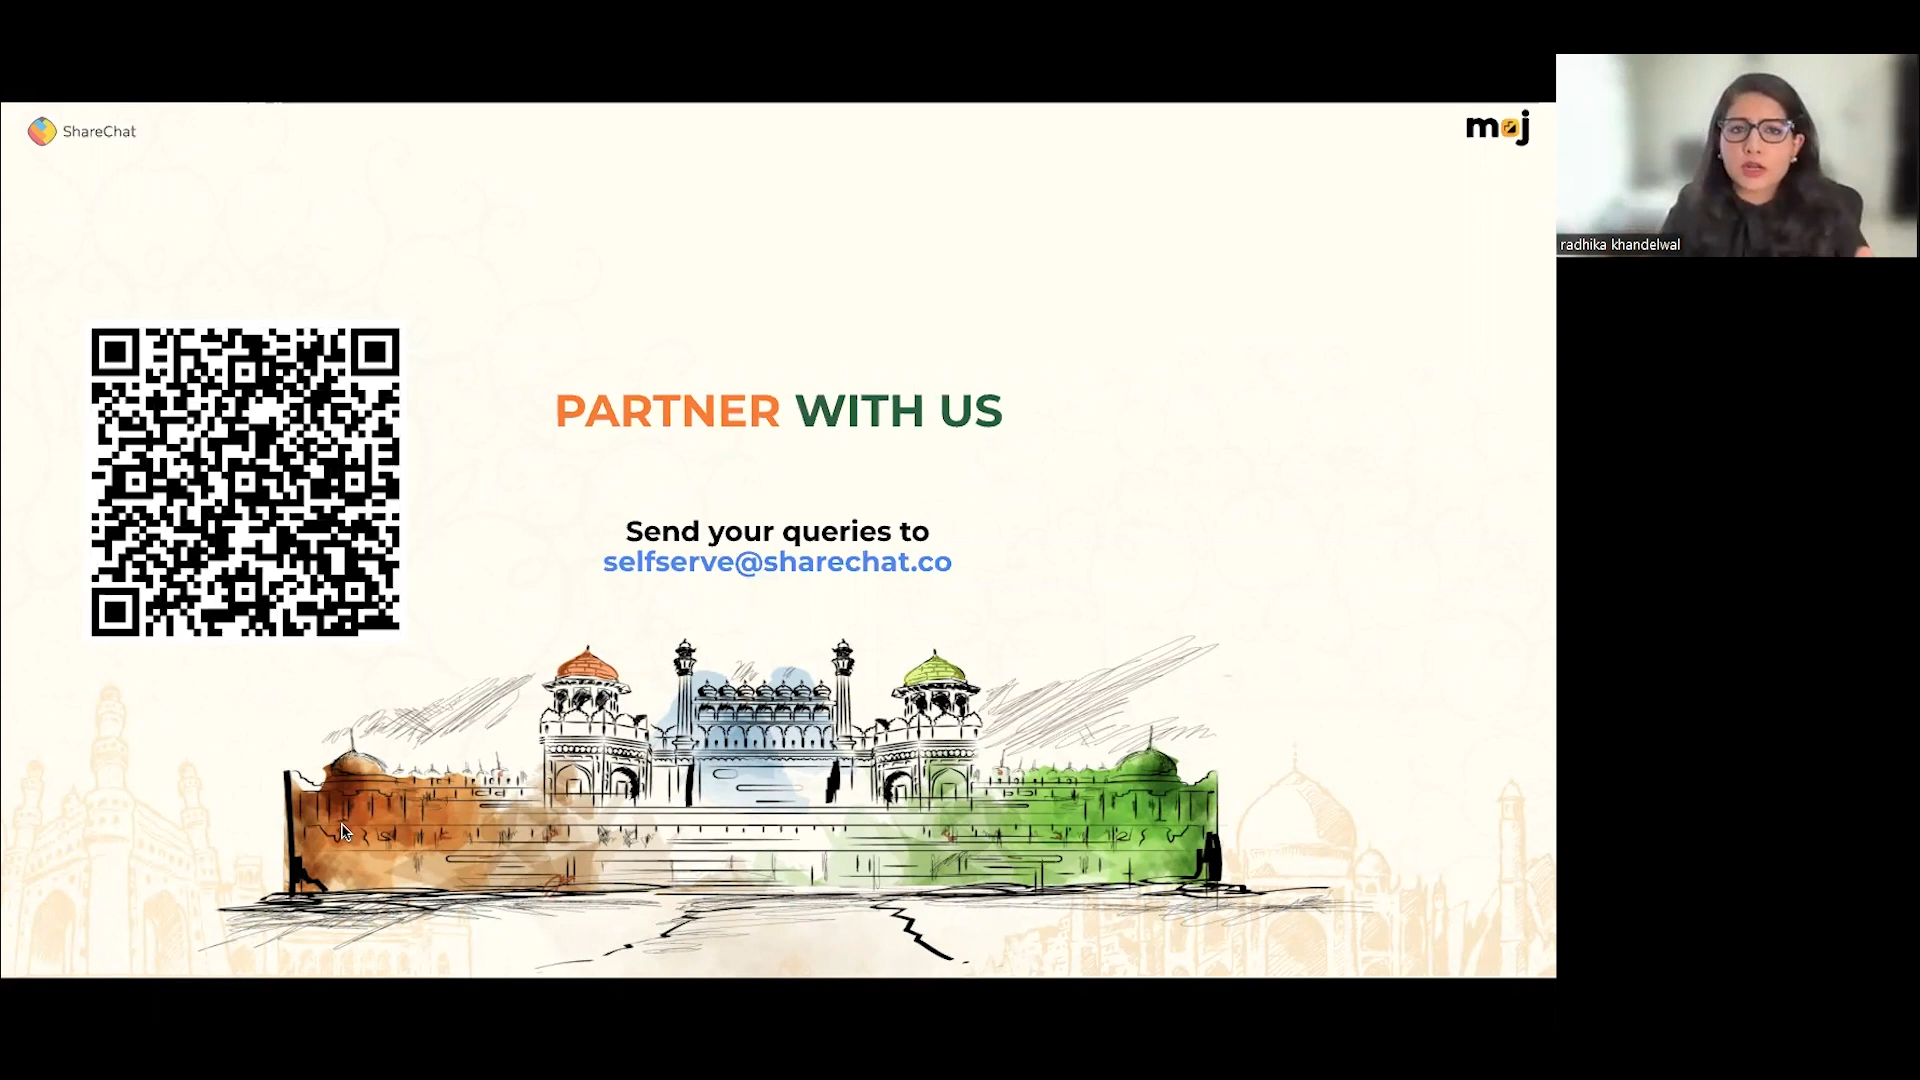 ShareChat
moj
radhika khandelwal
PARTNER WITH US
Send your queries to
selfserve@sharechat.co